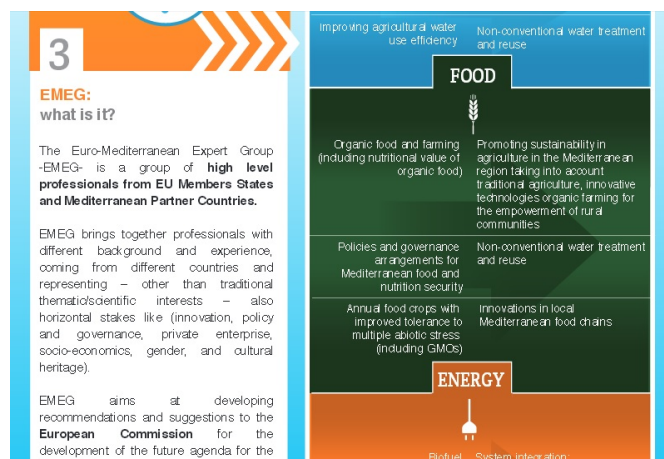 3
EMEG:
what is it?
The Euro-Mediterranean Expert Group
-EMEG- is a group of high level
professionals from EU Members States
and Mediterranean Partner Countries.
EMEG brings together professionals with
different background and experience,
coming from different countries and
representing – other than traditional
thematic/scientific interests – also
horizontal stakes like (innovation, policy
and governance, private enterprise,
socio-economics, gender, and cultural
heritage).
EMEG aims at developing
recommendations and suggestions to the
European Commission for the
development of the future agenda for the
Improving agricultural water
use efficiency
Non-conventional water treatment
and reuse
FOOD
Organic food and farming
(including nutritional value of
organic food)
Promoting sustainability in
agriculture in the Mediterranean
region taking into account
traditional agriculture, innovative
technologies organic farming for
the empowerment of rural
communities
Policies and governance
arrangements for
Mediterranean food and
nutrition security
Non-conventional water treatment
and reuse
Annual food crops with
improved tolerance to
multiple abiotic stress
(including GMOs)
Innovations in local
Mediterranean food chains
ENERGY
Biofuel
System integration: